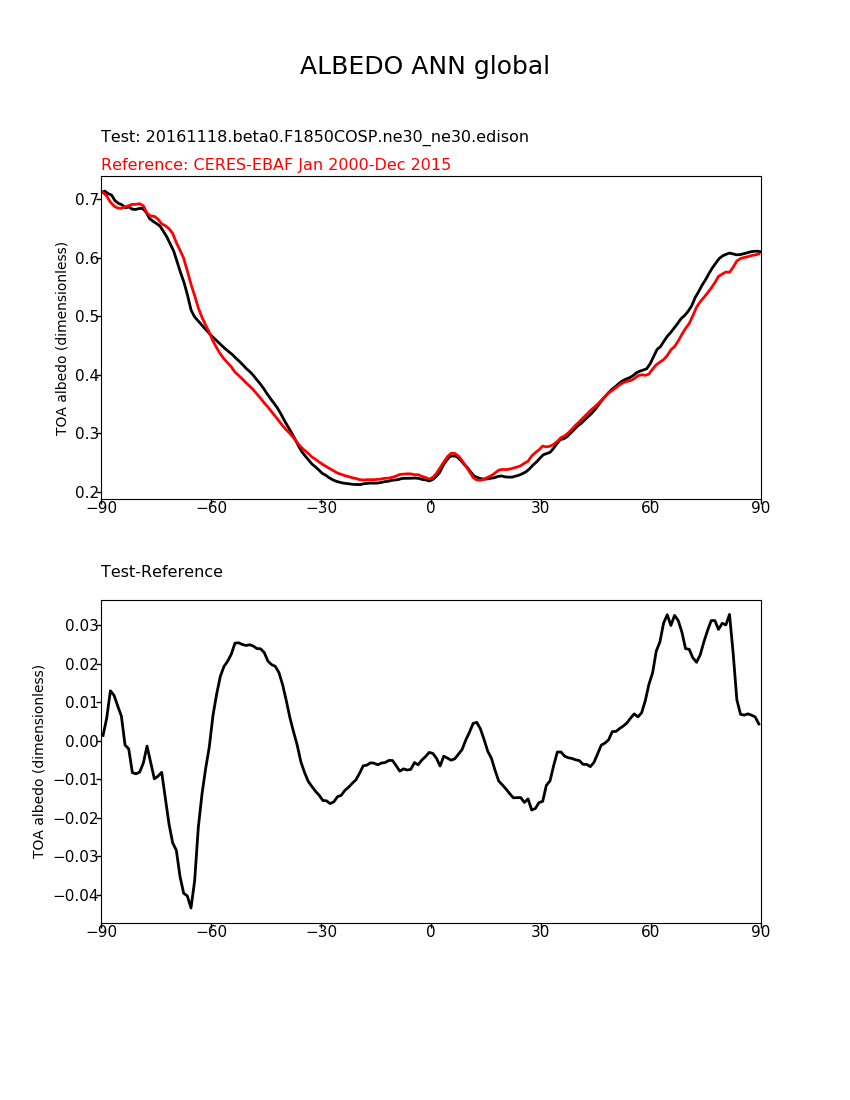 ALBEDO ANN global
Test: 20161118.beta0.F1850COSP.ne30_ne30.edison
Reference: CERES-EBAF Jan 2000-Dec 2015
TOA albedo (dimensionless)
0.7
0.6
0.5
0.4
0.3
0.2
−90 −60 −30 0 30 60 90
Test-Reference
TOA albedo (dimensionless)
0.03
0.02
0.01
0.00
−0.01
−0.02
−0.03
−0.04
−90 −60 −30 0 30 60 90